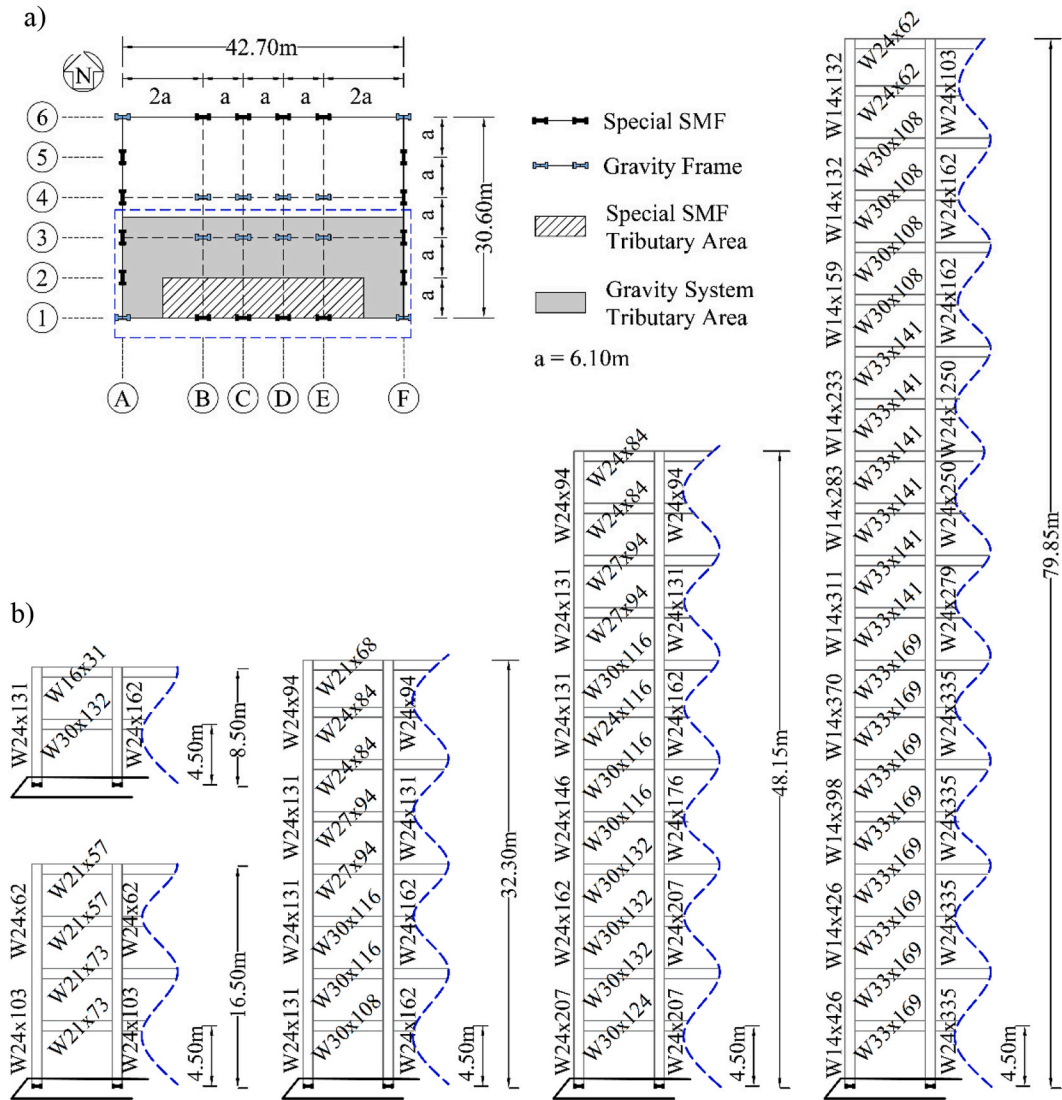 a)
42.70m
N
2a
a
a
a
2a
6
5
4
3
2
1
a
a
a
a
a
30.60m
A
B
C
D
E
F
Special SMF
Gravity Frame
Special SMF
Tributary Area
Gravity System
Tributary Area
a = 6.10m
b)
W24x131
W16x31
W30x132
W24x162
4.50m
8.50m
W24x62
W24x103
W21x57
W21x57
W21x73
W21x73
W24x62
W24x103
16.50m
4.50m
W24x94
W24x131
W24x131
W24x131
W21x68
W24x84
W24x84
W27x94
W27x94
W30x116
W30x116
W30x108
W24x94
W24x131
W24x162
W24x162
32.30m
4.50m
W24x94
W24x131
W24x131
W24x146
W24x162
W24x207
W24x84
W24x84
W27x94
W27x94
W30x116
W24x116
W30x116
W30x116
W30x132
W30x132
W30x132
W30x124
W24x94
W24x131
W24x162
W24x176
W24x207
W24x207
48.15m
4.50m
W14x132
W14x132
W14x159
W14x233
W14x283
W14x311
W14x370
W14x398
W14x426
W14x426
W24x62
W24x62
W30x108
W30x108
W30x108
W30x108
W33x141
W33x141
W33x141
W33x141
W33x141
W33x141
W33x169
W33x169
W33x169
W33x169
W33x169
W33x169
W33x169
W33x169
W24x103
W24x162
W24x162
W24x1250
W24x250
W24x279
W24x335
W24x335
W24x335
W24x335
79.85m
4.50m